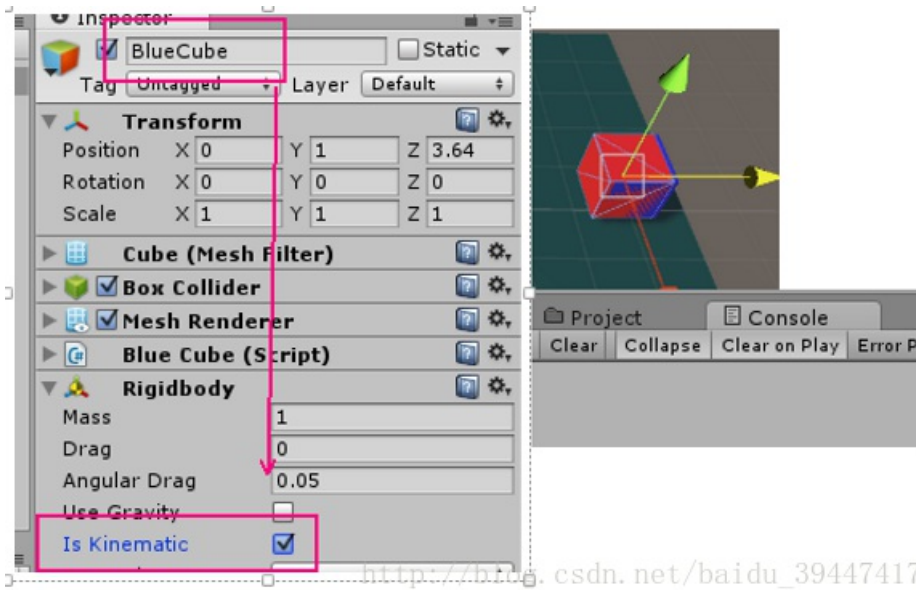 Inspector
BlueCube
Static
Tag Untagged Layer Default
Transform
Position X 0 Y 1 Z 3.64
Rotation X 0 Y 0 Z 0
Scale X 1 Y 1 Z 1
Cube (Mesh Filter)
Box Collider
Mesh Renderer
Blue Cube (Script)
Rigidbody
Mass 1
Drag 0
Angular Drag 0.05
Use Gravity
Is Kinematic
Project Console
Clear Collapse Clear on Play Error P
http://blog.csdn.net/baidu_39447417